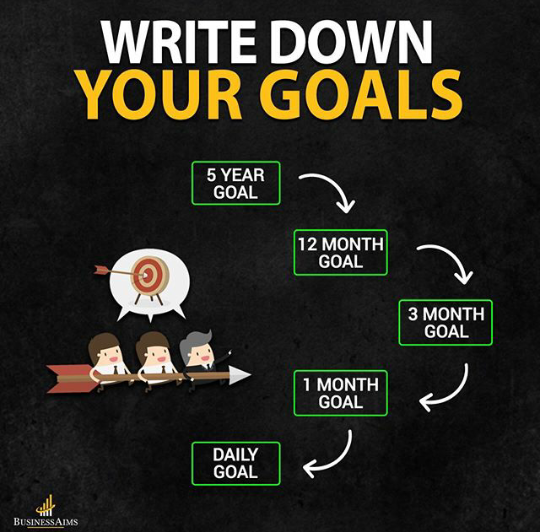 WRITE DOWN
YOUR GOALS
5 YEAR
GOAL
12 MONTH
GOAL
3 MONTH
GOAL
1 MONTH
GOAL
DAILY
GOAL
BUSINESSAIMS